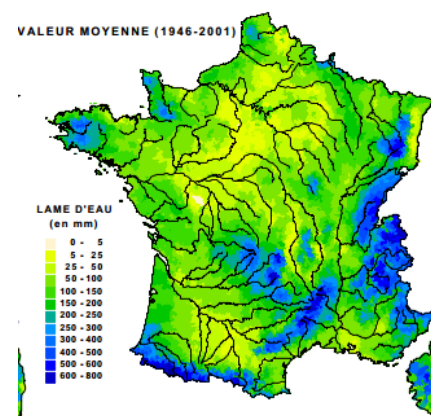 VALEUR MOYENNE (1946-2001)
LAME D'EAU
(en mm)
0 - 5
5 - 25
25 - 50
50 - 100
100 - 150
150 - 200
200 - 250
250 - 300
300 - 400
400 - 500
500 - 600
600 - 800